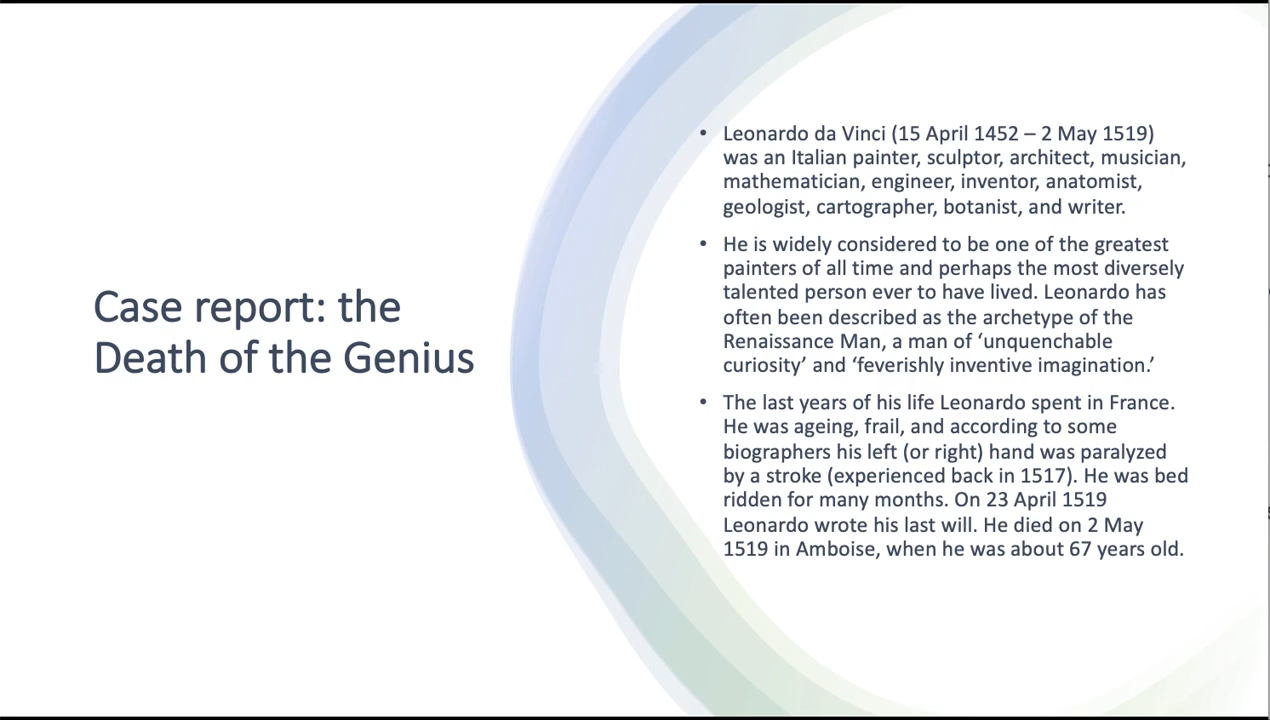 Case report: the
Death of the Genius
• Leonardo da Vinci (15 April 1452 – 2 May 1519)
was an Italian painter, sculptor, architect, musician,
mathematician, engineer, inventor, anatomist,
geologist, cartographer, botanist, and writer.
• He is widely considered to be one of the greatest
painters of all time and perhaps the most diversely
talented person ever to have lived. Leonardo has
often been described as the archetype of the
Renaissance Man, a man of ‘unquenchable
curiosity’ and ‘feverishly inventive imagination.’
• The last years of his life Leonardo spent in France.
He was ageing, frail, and according to some
biographers his left (or right) hand was paralyzed
by a stroke (experienced back in 1517). He was bed
ridden for many months. On 23 April 1519
Leonardo wrote his last will. He died on 2 May
1519 in Amboise, when he was about 67 years old.